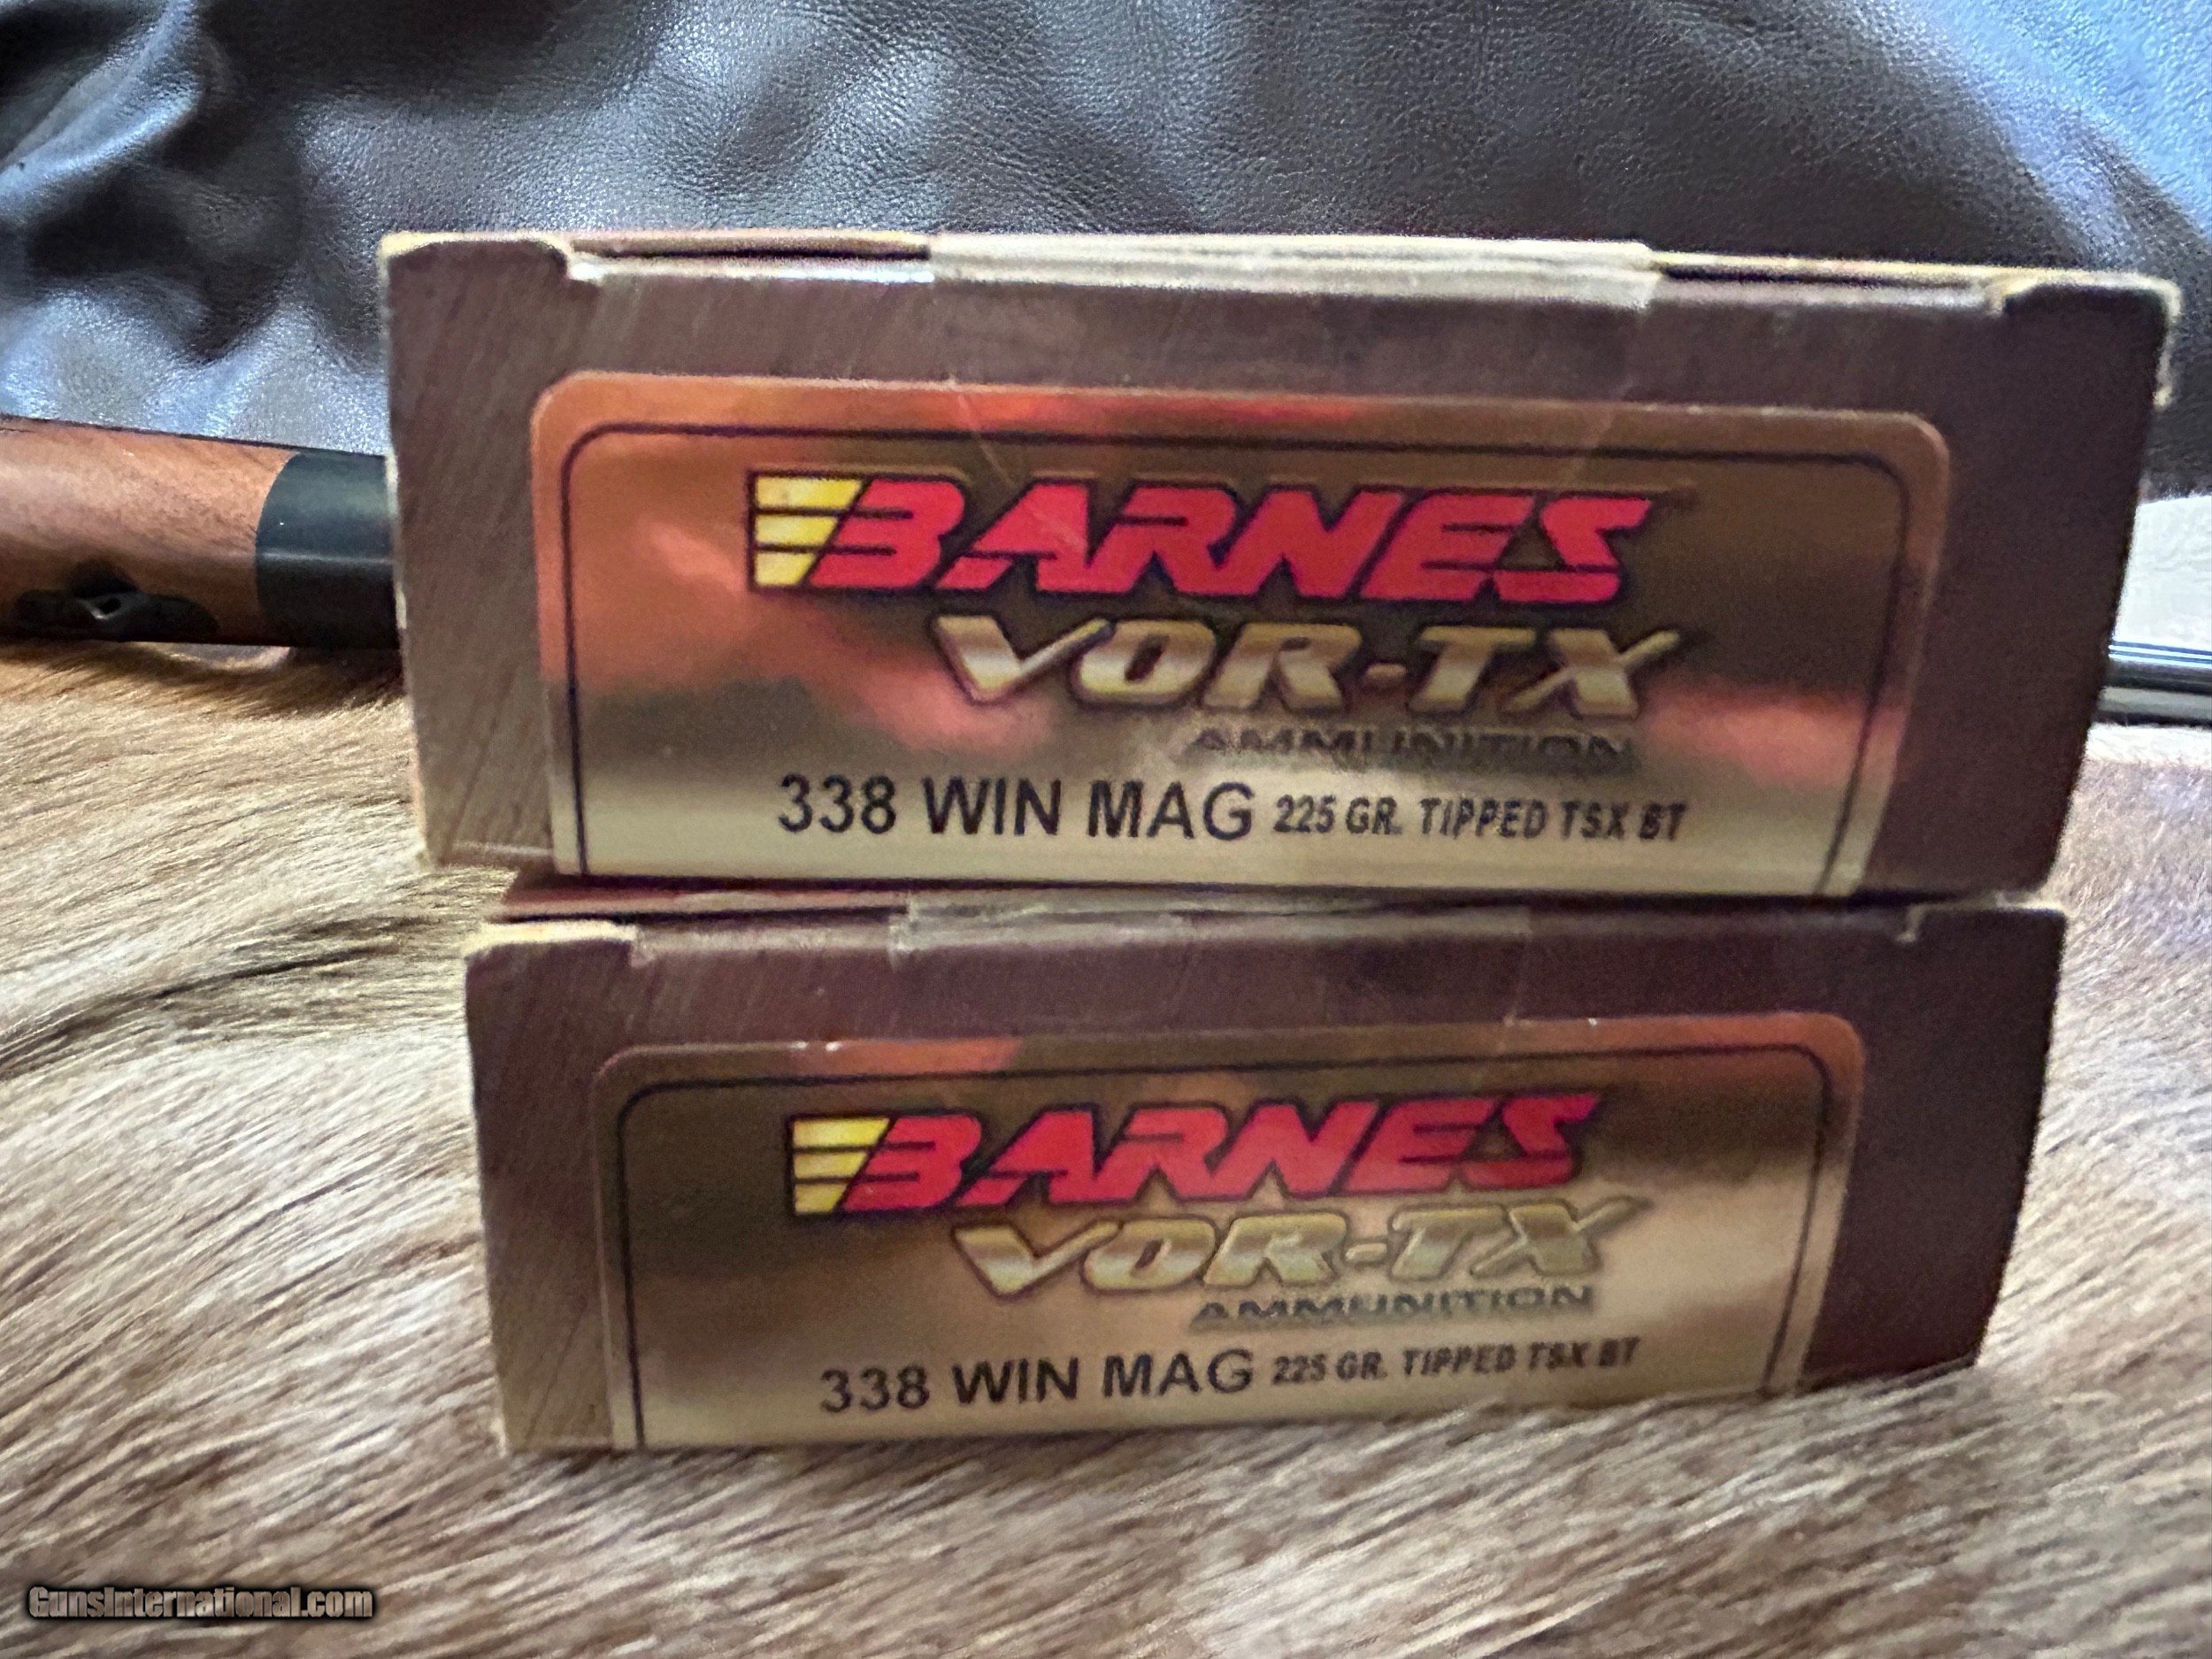 BARNES
VOR-TX
AMMUNITION
338 WIN MAG 225 GR. TIPPED TSX BT
BARNES
VOR-TX
AMMUNITION
338 WIN MAG 225 GR. TIPPED TSX BT
GunsInternational.com